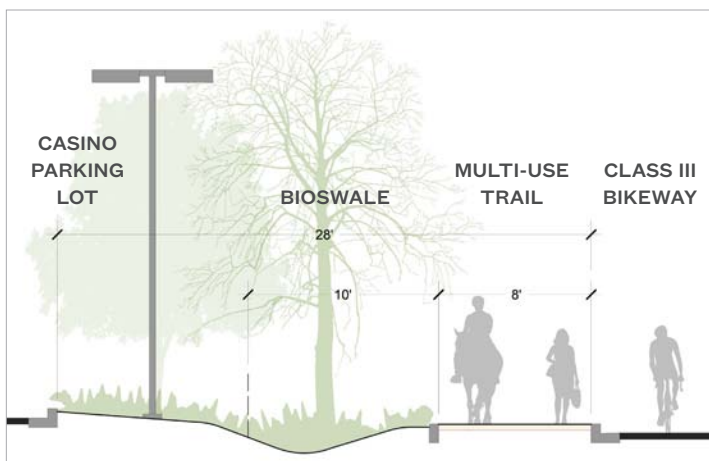 CASINO
PARKING
LOT
BIOSWALE
MULTI-USE
TRAIL
CLASS III
BIKEWAY
28'
10'
8'